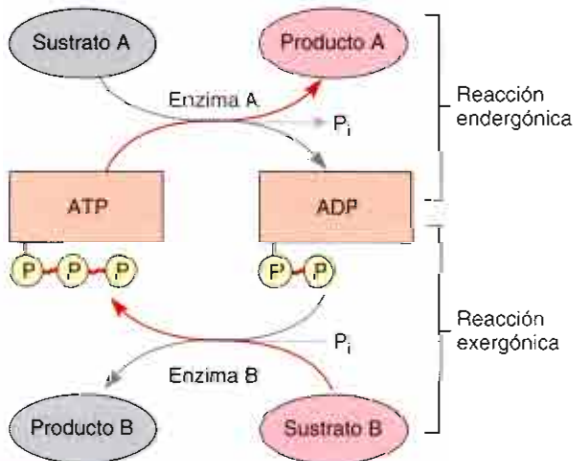 Sustrato A
Producto A
Enzima A
Pi
Reacción
endergónica
ATP
ADP
P P P
P P
Pi
Reacción
exergónica
Enzima B
Producto B
Sustrato B